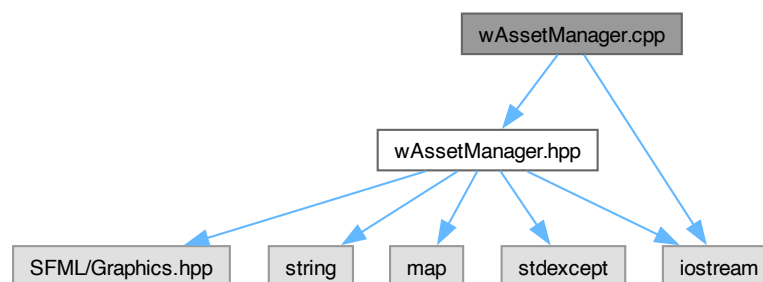 wAssetManager.cpp
wAssetManager.hpp
SFML/Graphics.hpp
string
map
stdexcept
iostream